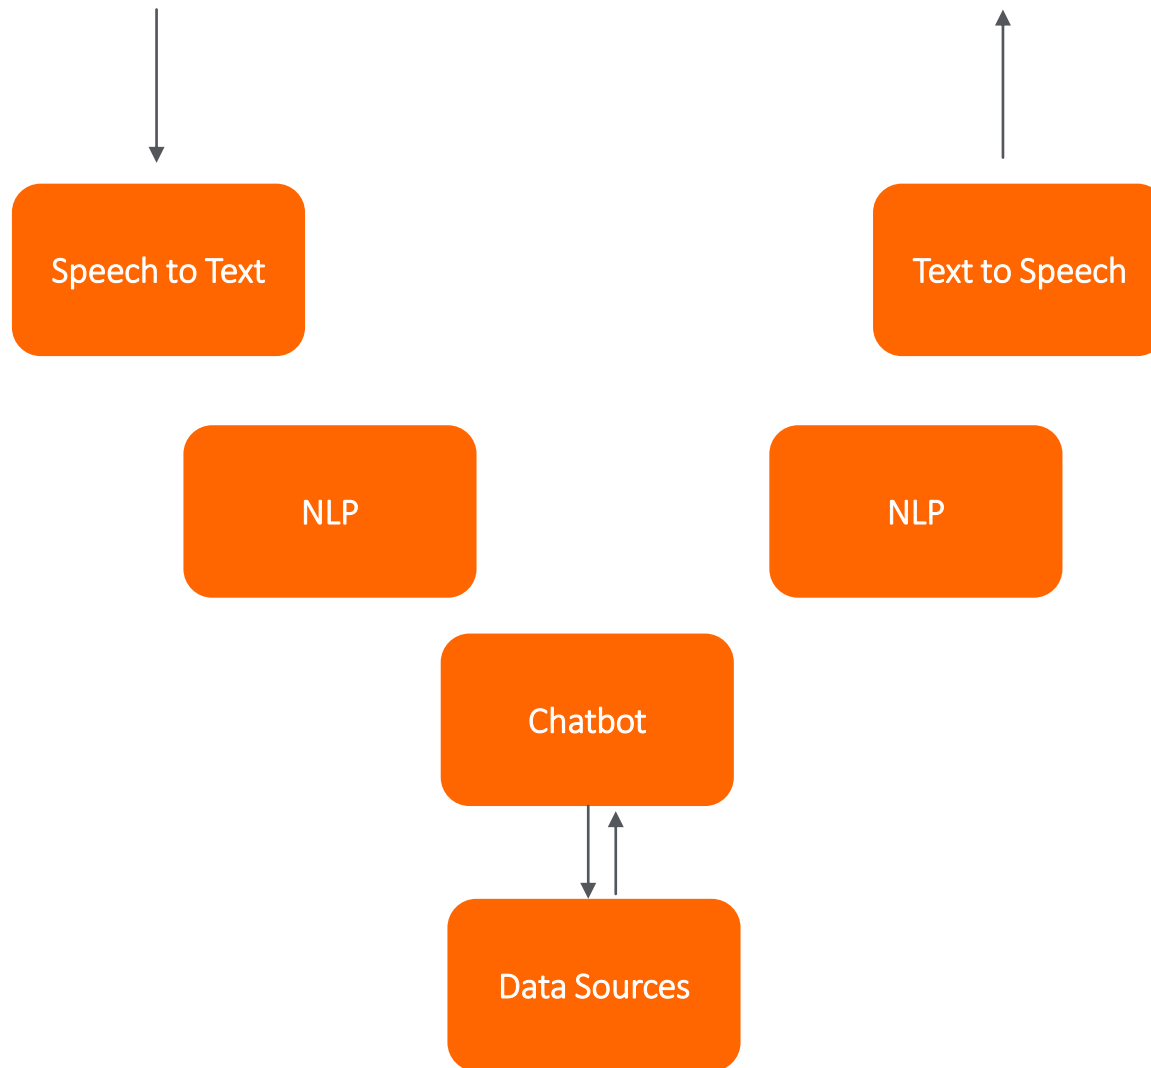 Speech to Text
Text to Speech
NLP
NLP
Chatbot
Data Sources